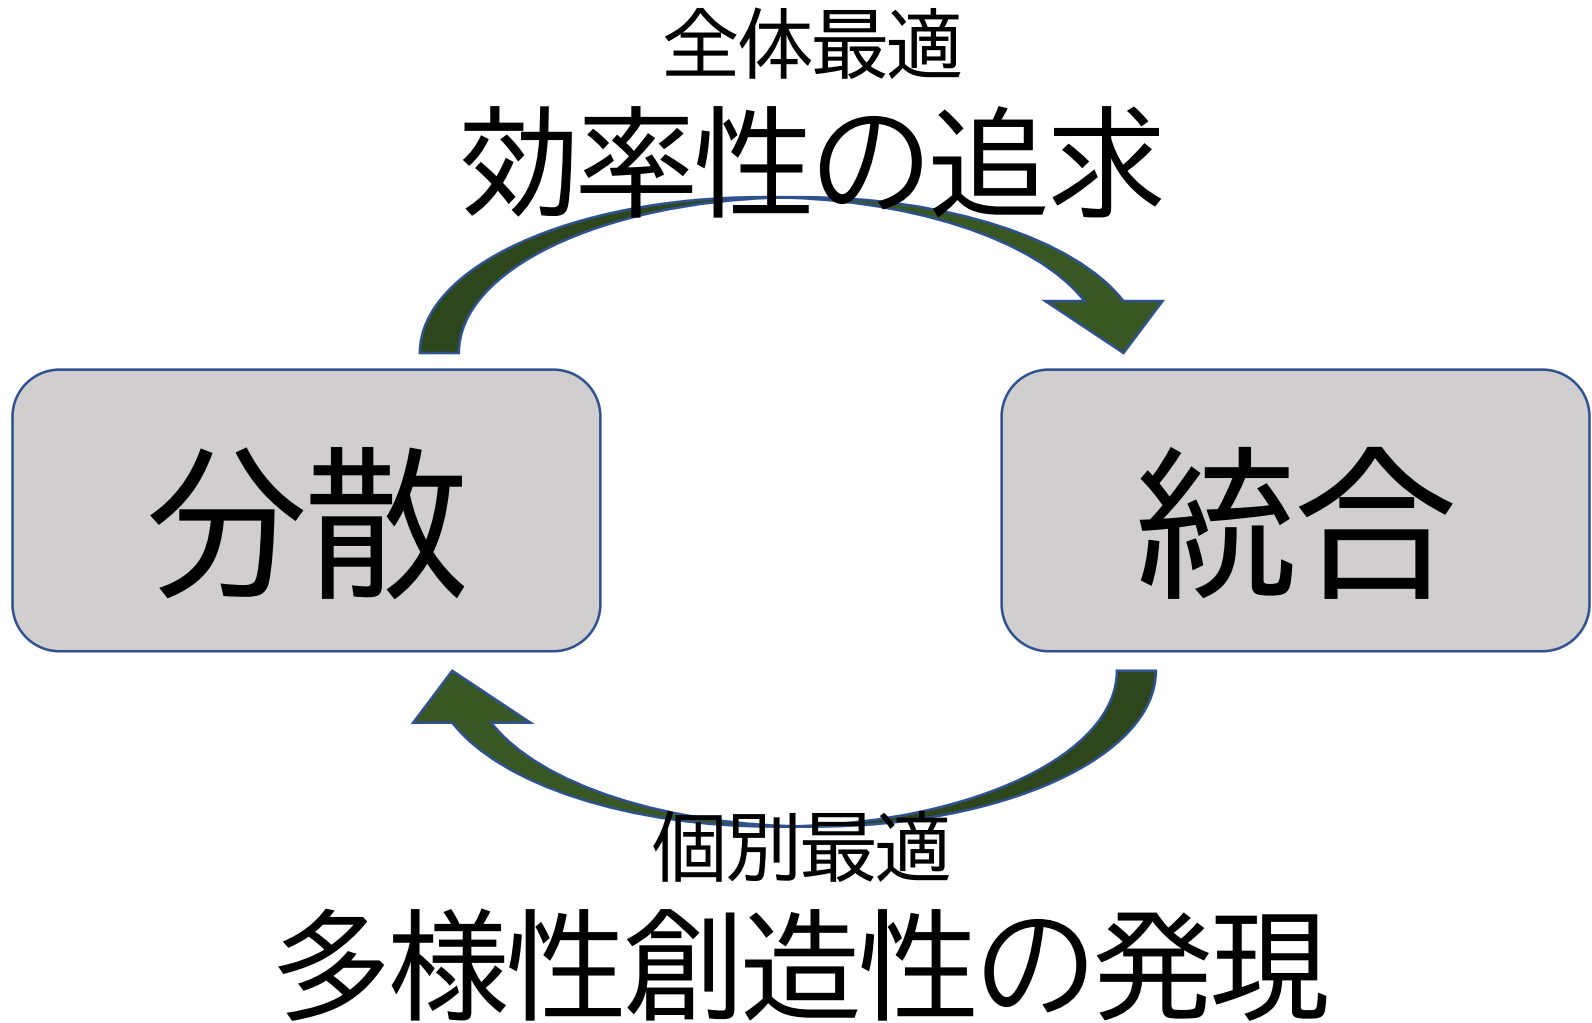 全体最適
効率性の追求
分散
統合
個別最適
多様性創造性の発現